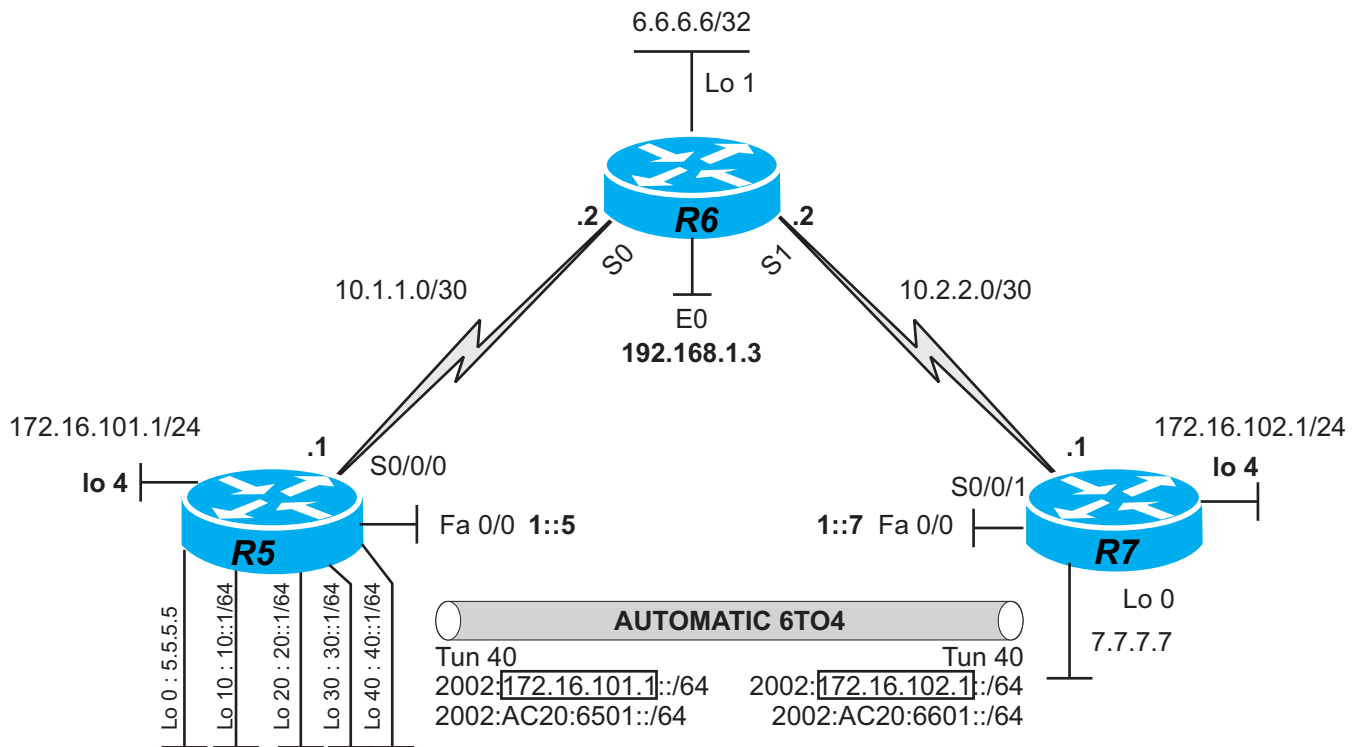 6.6.6.6/32
Lo 1
R6
.2
.2
S0
S1
10.1.1.0/30
10.2.2.0/30
E0
192.168.1.3
172.16.101.1/24
172.16.102.1/24
lo 4
.1
S0/0/0
.1
lo 4
S0/0/1
R5
Fa 0/0 1::5
1::7 Fa 0/0
R7
Lo 0 : 5.5.5.5
Lo 10 : 10::1/64
Lo 20 : 20::1/64
Lo 30 : 30::1/64
Lo 40 : 40::1/64
Lo 0
7.7.7.7
AUTOMATIC 6TO4
Tun 40
Tun 40
2002:172.16.101.1::/64
2002:172.16.102.1::/64
2002:AC20:6501::/64
2002:AC20:6601::/64